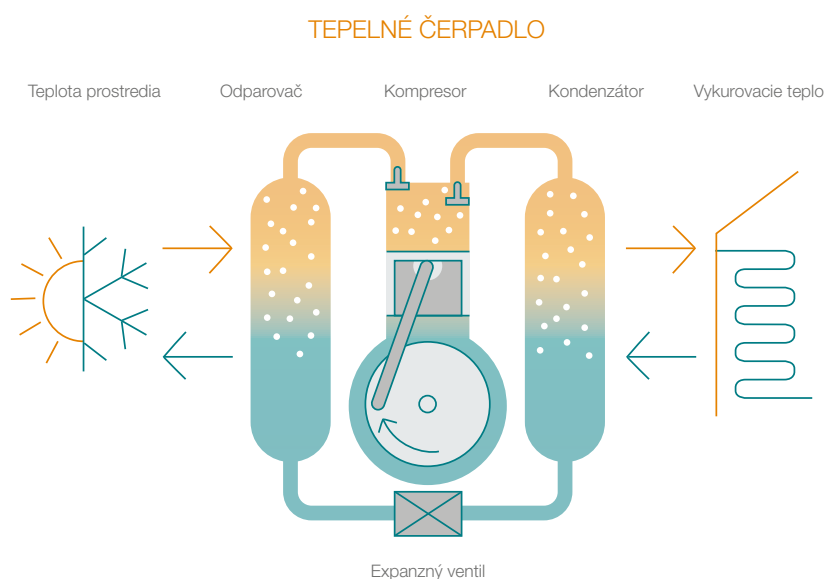 TEPELNÉ ČERPADLO
Teplota prostredia
Odparovač
Kompresor
Kondenzátor
Vykurovacie teplo
Expanzný ventil